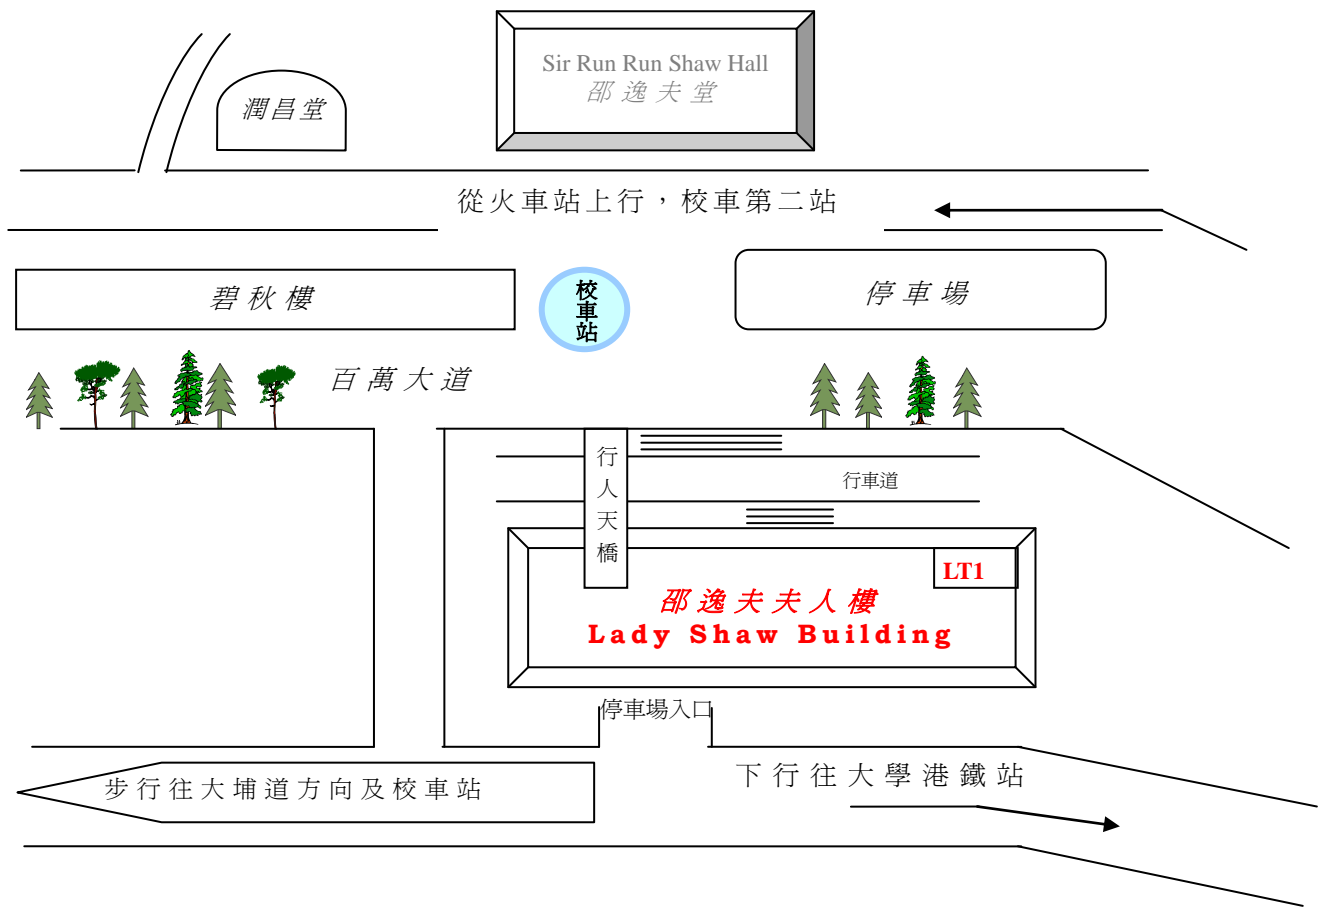 Sir Run Run Shaw Hall
邵逸夫堂
潤昌堂
從火車站上行，校車第二站
碧秋樓
校車站
停車場
百萬大道
行人天橋
行車道
LT1
邵逸夫夫人樓
Lady Shaw Building
停車場入口
下行往大學港鐵站
步行往大埔道方向及校車站